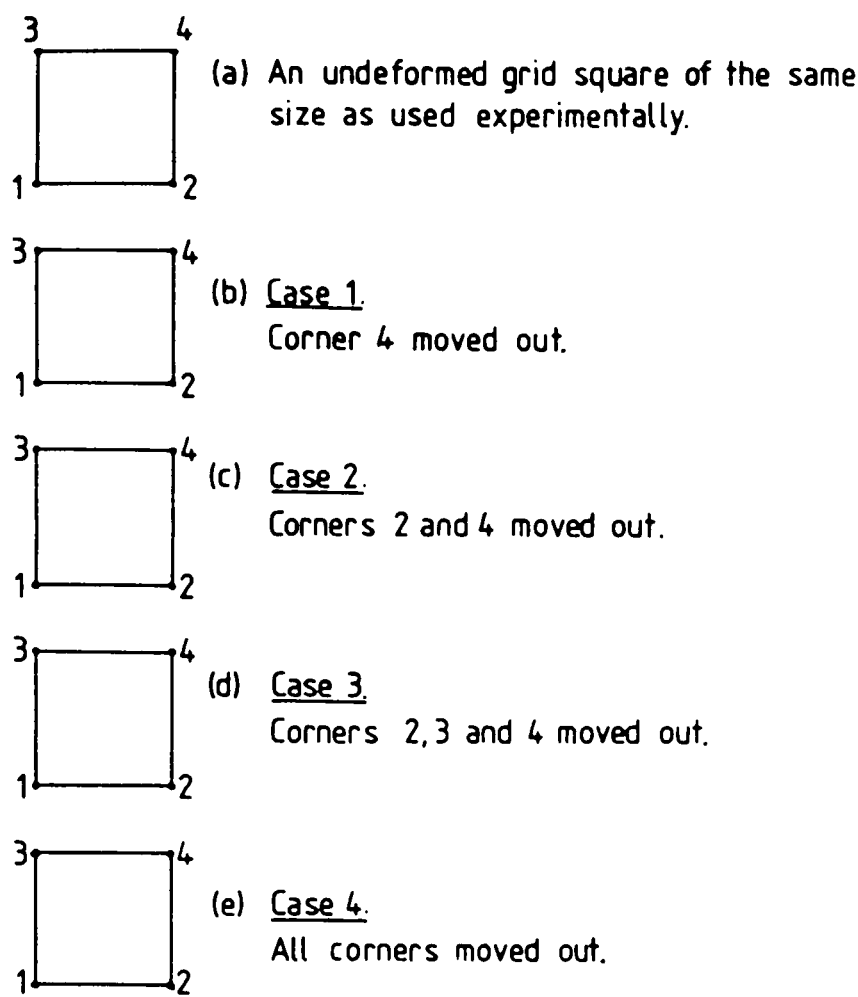 3 4
(a) An undeformed grid square of the same
size as used experimentally.
1 2
3 4
(b) Case 1.
Corner 4 moved out.
1 2
3 4
(c) Case 2.
Corners 2 and 4 moved out.
1 2
3 4
(d) Case 3.
Corners 2,3 and 4 moved out.
1 2
3 4
(e) Case 4.
All corners moved out.
1 2